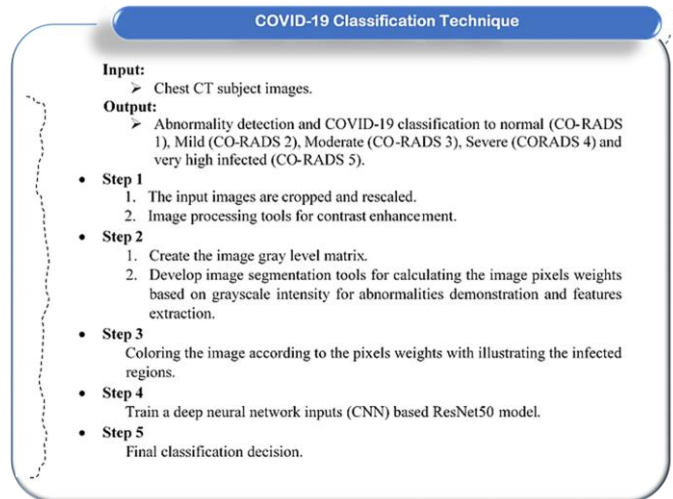 COVID-19 Classification Technique
Input:
➢ Chest CT subject images.
Output:
➢ Abnormality detection and COVID-19 classification to normal (CO-RADS
1), Mild (CO-RADS 2), Moderate (CO-RADS 3), Severe (CORADS 4) and
very high infected (CO-RADS 5).
• Step 1
1. The input images are cropped and rescaled.
2. Image processing tools for contrast enhancement.
• Step 2
1. Create the image gray level matrix.
2. Develop image segmentation tools for calculating the image pixels weights
based on grayscale intensity for abnormalities demonstration and features
extraction.
• Step 3
Coloring the image according to the pixels weights with illustrating the infected
regions.
• Step 4
Train a deep neural network inputs (CNN) based ResNet50 model.
• Step 5
Final classification decision.